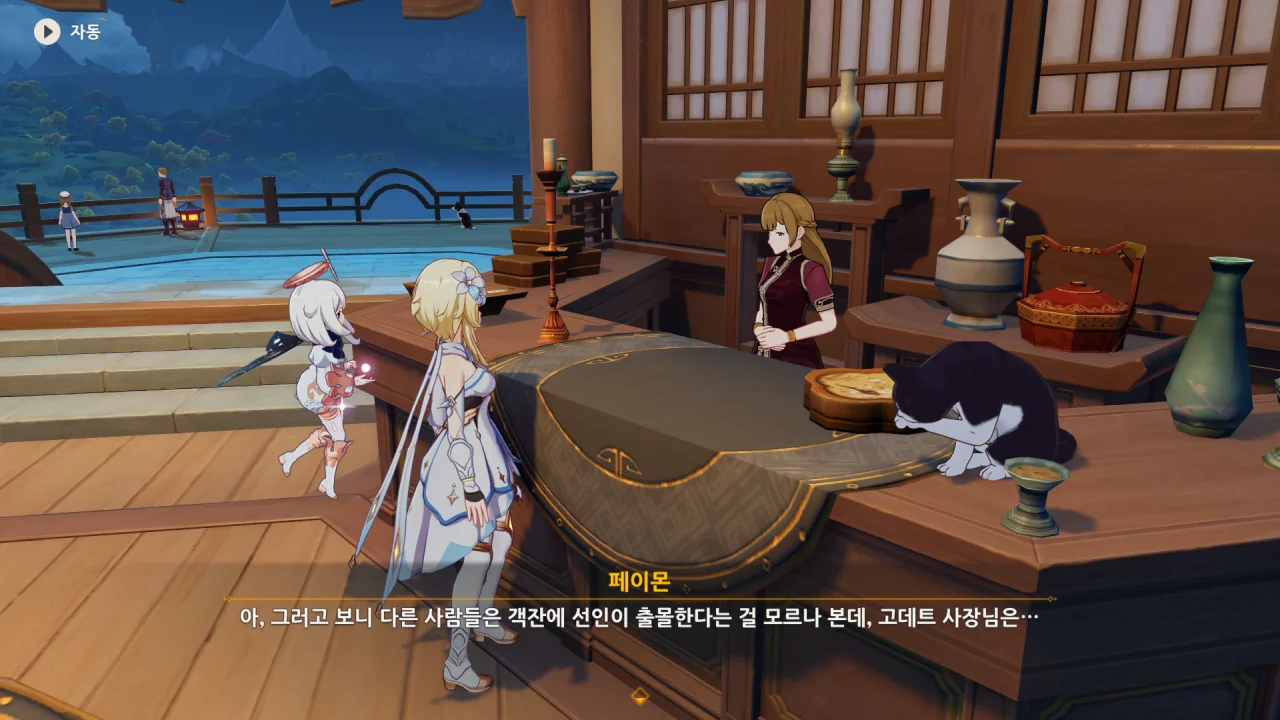 자동
페이몬
아, 그러고 보니 다른 사람들은 객잔에 선인이 출몰한다는 걸 모르나 본데, 고데트 사장님은…